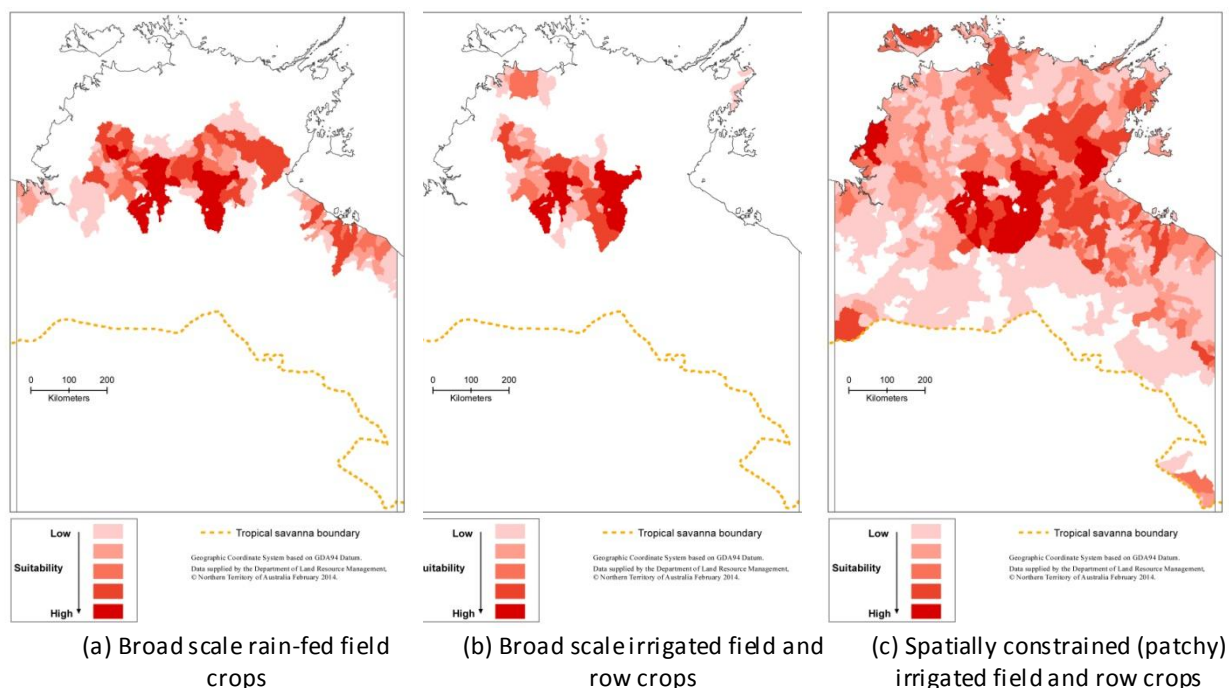 0 100 200
Kilometers
0 100 200
Kilometers
0 100 200
Kilometers
Low
Suitability
High
Tropical savanna boundary
Geographic Coordinate System based on GDA94 Datum.
Data supplied by the Department of Land Resource Management,
© Northern Territory of Australia February 2014.
Low
uitability
High
Tropical savanna boundary
Geographic Coordinate System based on GDA94 Datum.
Data supplied by the Department of Land Resource Management,
© Northern Territory of Australia February 2014.
Low
Suitability
High
Tropical savanna boundary
Geographic Coordinate System based on GDA94 Datum.
Data supplied by the Department of Land Resource Management,
© Northern Territory of Australia February 2014.
(a) Broad scale rain-fed field
crops
(b) Broad scale irrigated field and
row crops
(c) Spatially constrained (patchy)
irrigated field and row crops